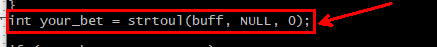 }
int your_bet = strtoul(buff, NULL, 0);